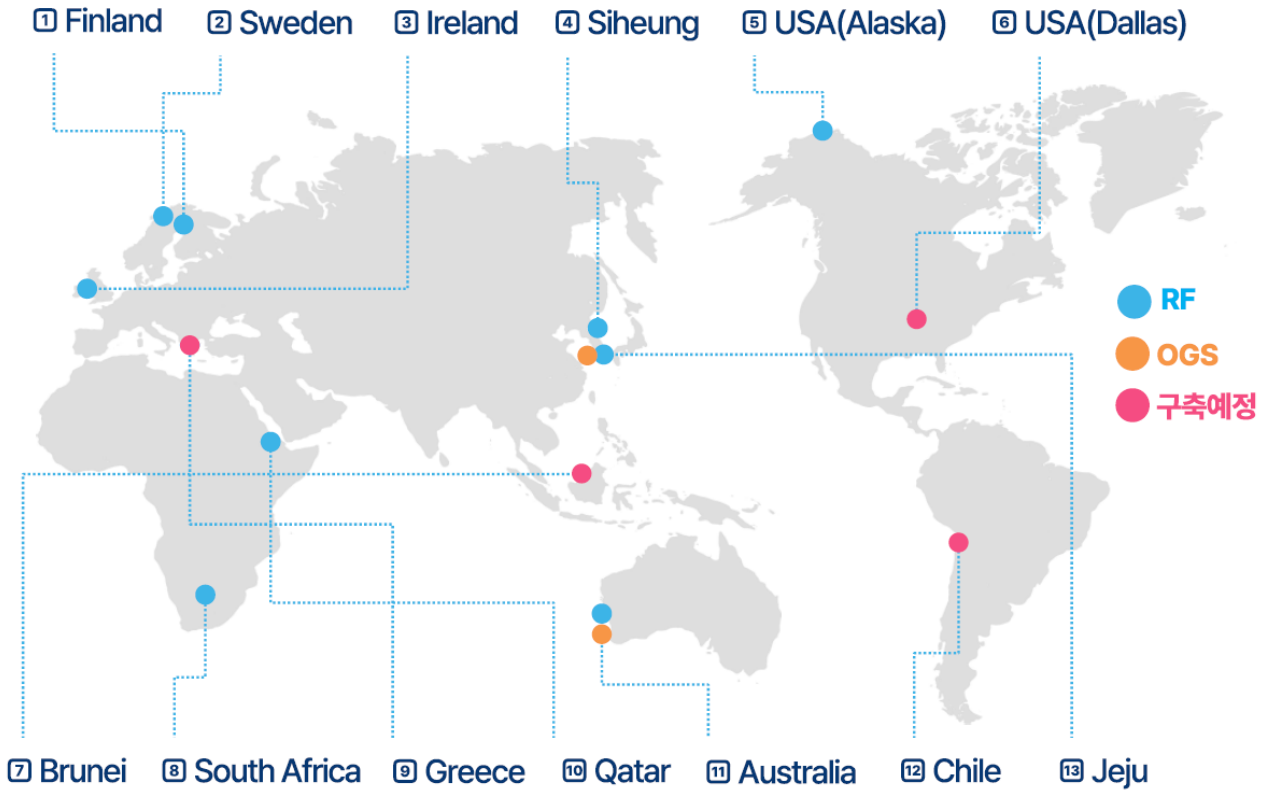 1 Finland
2 Sweden
3 Ireland
4 Siheung
5 USA(Alaska)
6 USA(Dallas)
RF
OGS
구축예정
7 Brunei
8 South Africa
9 Greece
10 Qatar
11 Australia
12 Chile
13 Jeju